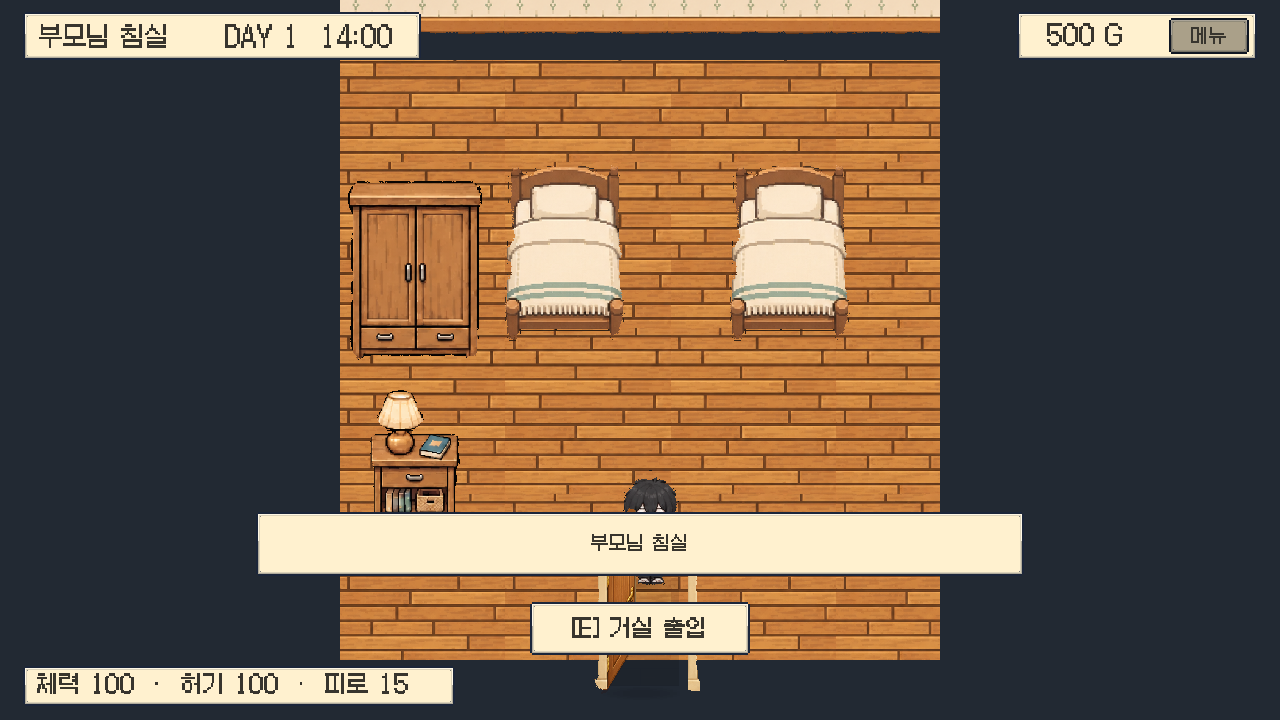 부모님 침실 DAY 1 14:00
500 G 메뉴
부모님 침실
[E] 거실 출입
체력 100 · 허기 100 · 피로 15